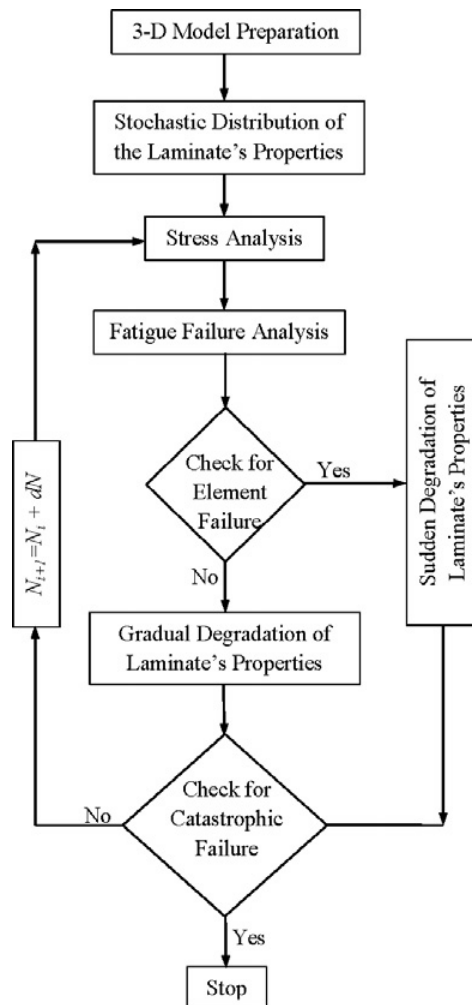 3-D Model Preparation
Stochastic Distribution of
the Laminate's Properties
Stress Analysis
Fatigue Failure Analysis
Check for
Element
Failure
Yes
Sudden Degradation of
Laminate's Properties
No
Gradual Degradation of
Laminate's Properties
N_{i+1}=N_i + dN
Check for
Catastrophic
Failure
No
Yes
Stop